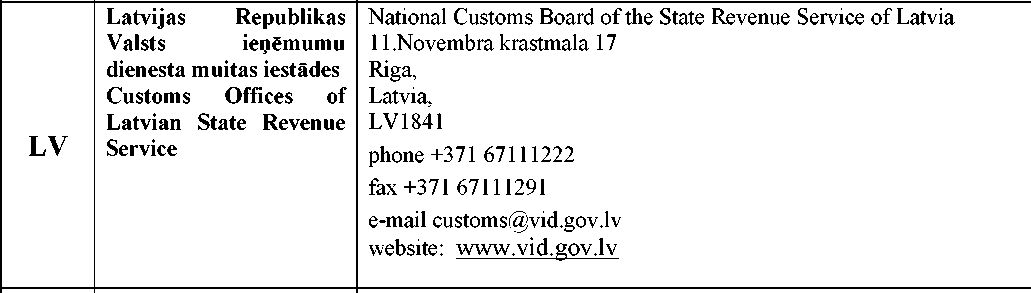 LV
Latvijas Republikas
Valsts ieņēmumu
dienesta muitas iestādes
Customs Offices of
Latvian State Revenue
Service
National Customs Board of the State Revenue Service of Latvia
11.Novembra krastmala 17
Riga,
Latvia,
LV1841
phone +371 67111222
fax +371 67111291
e-mail customs@vid.gov.lv
website: www.vid.gov.lv